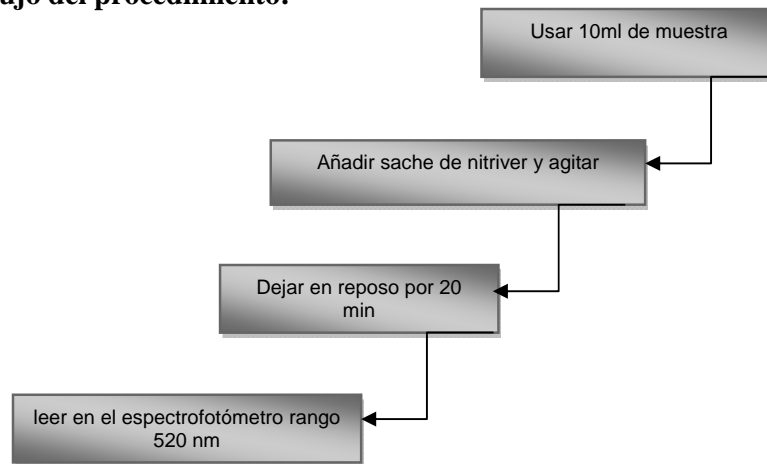 del procedimiento:
Usar 10ml de muestra
Añadir sache de nitriver y agitar
Dejar en reposo por 20
min
leer en el espectrofotómetro rango
520 nm